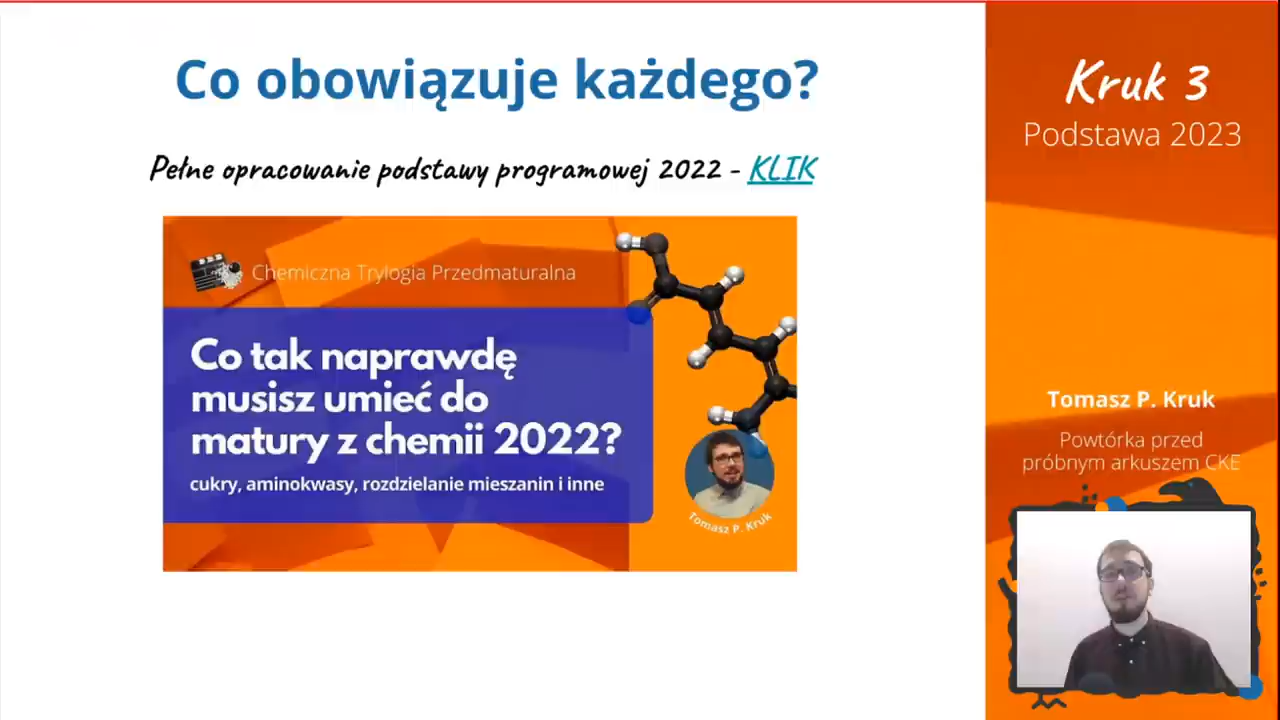 Co obowiązuje każdego?
Pełne opracowanie podstawy programowej 2022 - KLIK
Chemiczna Trylogia Przedmaturalna
Co tak naprawdę
musisz umieć do
matury z chemii 2022?
cukry, aminokwasy, rozdzielanie mieszanin i inne
Tomasz P. Kruk
Kruk 3
Podstawa 2023
Tomasz P. Kruk
Powtórka przed
próbnym arkuszem CKE